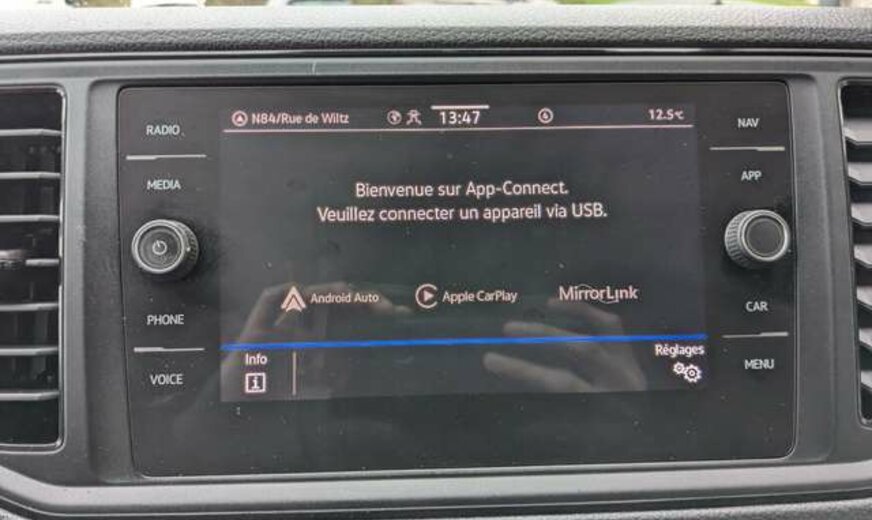 RADIO
MEDIA
PHONE
VOICE
N84/Rue de Wiltz
13:47
12.5°C
Bienvenue sur App-Connect.
Veuillez connecter un appareil via USB.
Android Auto
Apple CarPlay
MirrorLink
Info
Réglages
NAV
APP
CAR
MENU